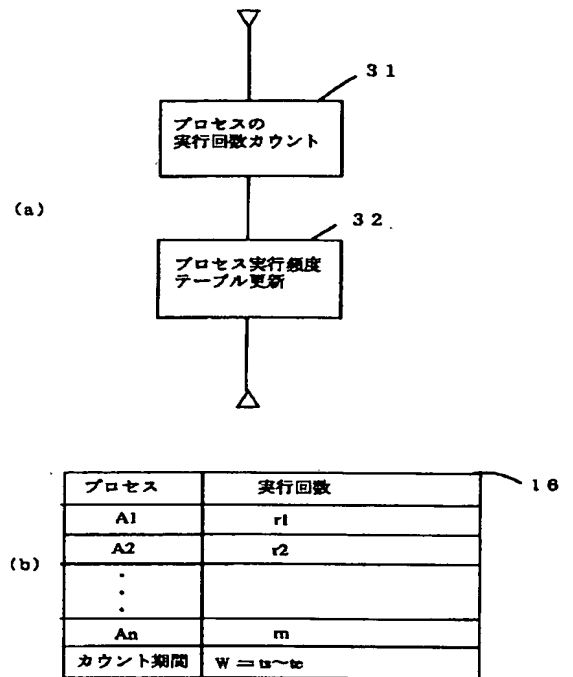 31
プロセスの
実行回数カウント
(a)
32
プロセス実行頻度
テーブル更新
16
プロセス 実行回数
A1 r1
A2 r2
(b)
An rn
カウント期間 W = ts~te